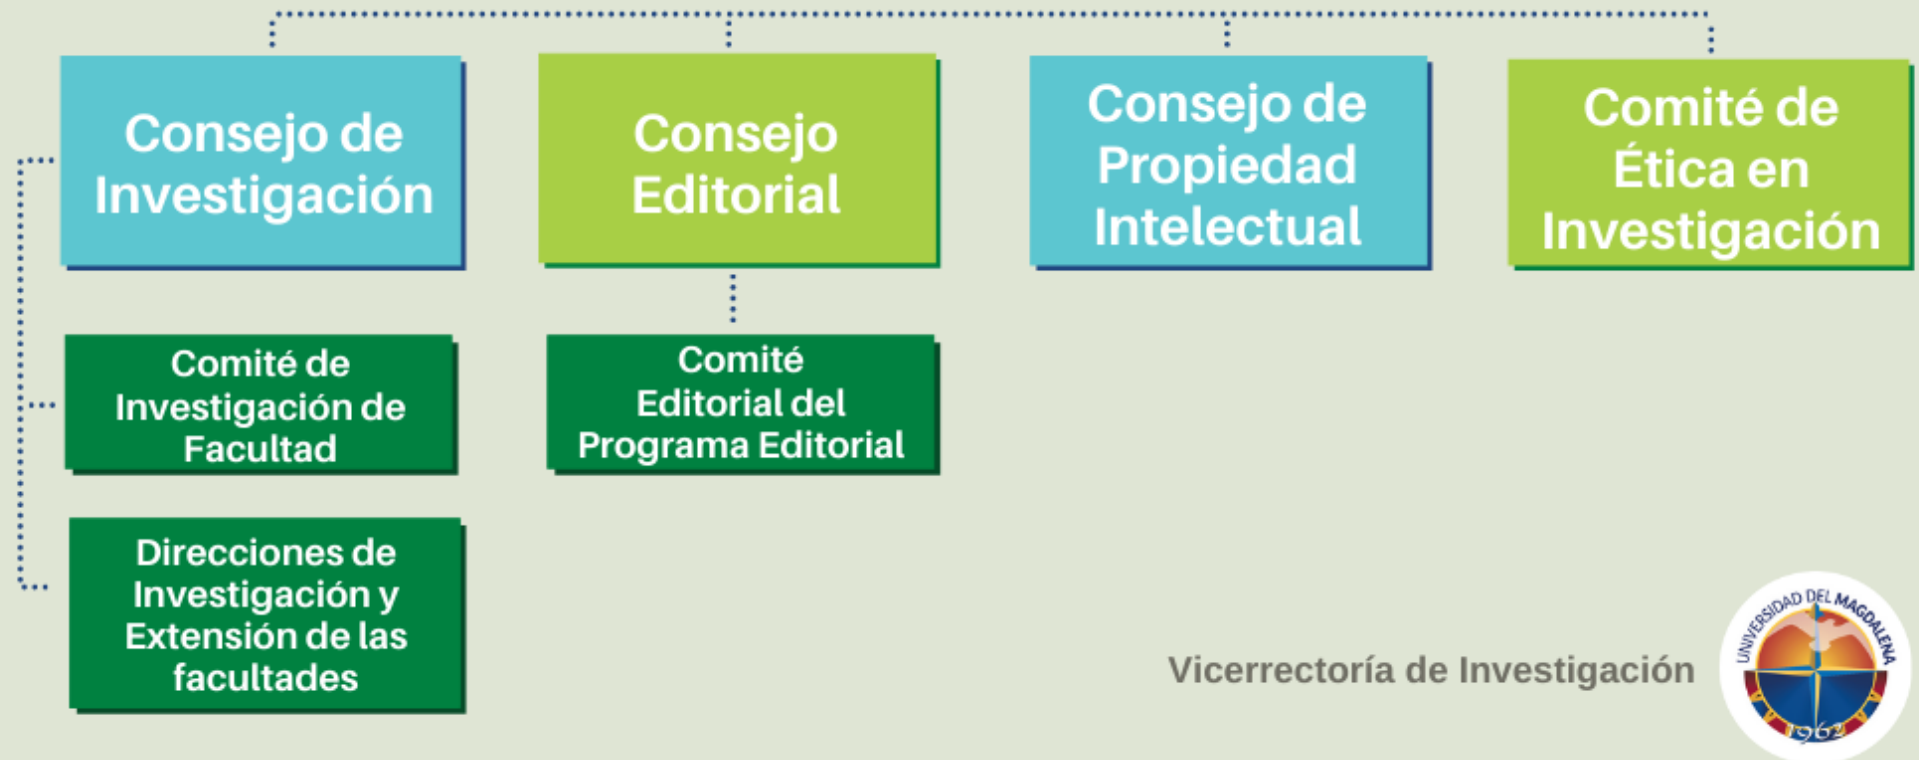 Consejo de
Investigación
Consejo
Editorial
Consejo de
Propiedad
Intelectual
Comité de
Ética en
Investigación
Comité de
Investigación de
Facultad
Comité
Editorial del
Programa Editorial
Direcciones de
Investigación y
Extensión de las
facultades
Vicerrectoría de Investigación
UNIVERSIDAD DEL MAGDALENA
1962